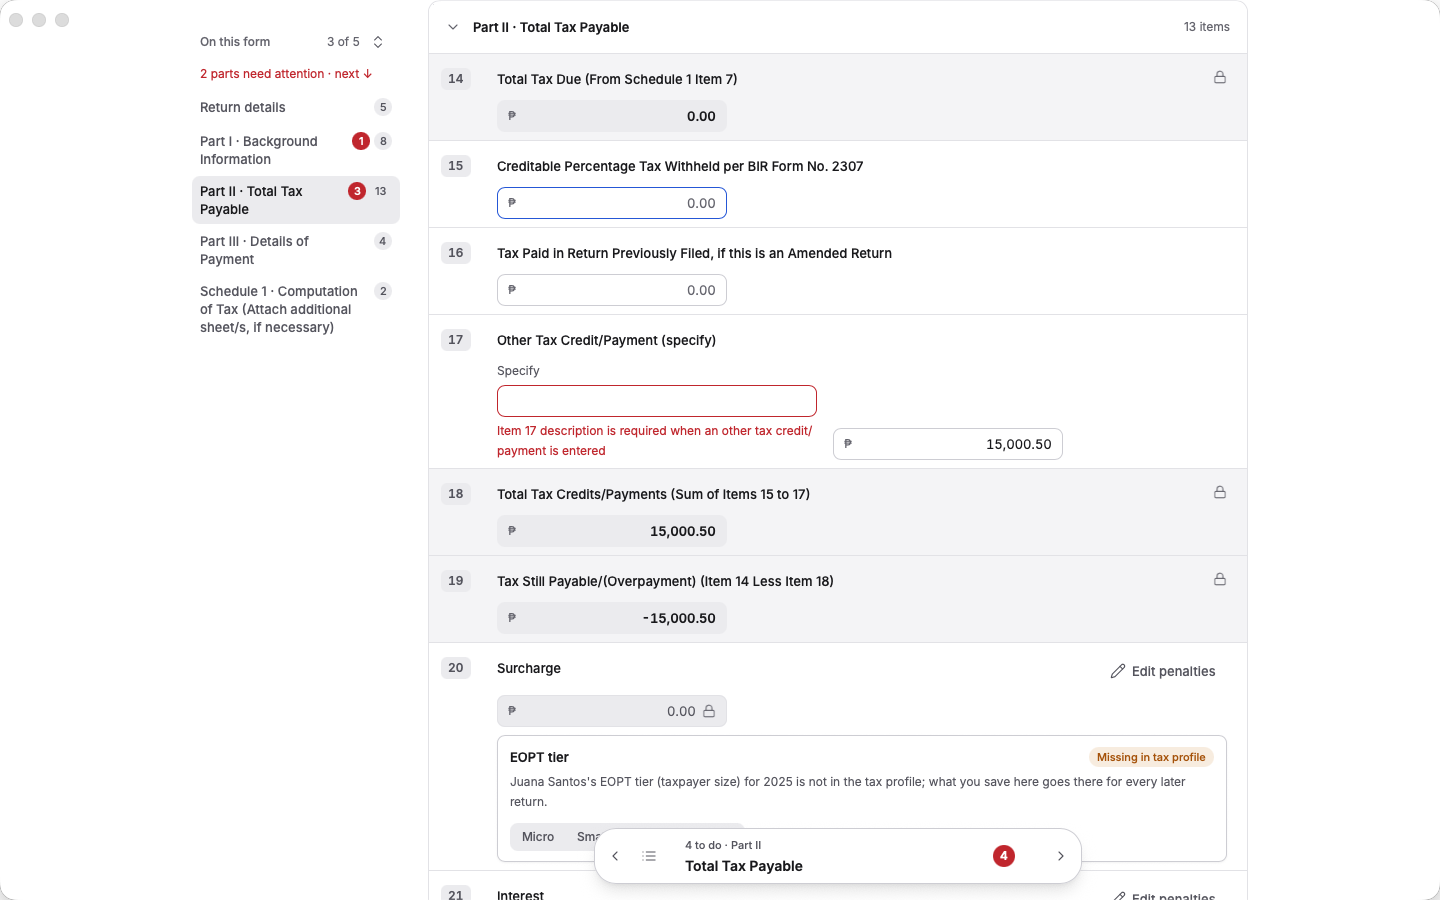 On this form
3 of 5
2 parts need attention · next ↓
Return details
5
Part I · Background
Information
1
8
Part II · Total Tax
Payable
3
13
Part III · Details of
Payment
4
Schedule 1 · Computation
of Tax (Attach additional
sheet/s, if necessary)
2
Part II · Total Tax Payable
13 items
14
Total Tax Due (From Schedule 1 Item 7)
₱ 0.00
15
Creditable Percentage Tax Withheld per BIR Form No. 2307
₱ 0.00
16
Tax Paid in Return Previously Filed, if this is an Amended Return
₱ 0.00
17
Other Tax Credit/Payment (specify)
Specify
Item 17 description is required when an other tax credit/
payment is entered
₱ 15,000.50
18
Total Tax Credits/Payments (Sum of Items 15 to 17)
₱ 15,000.50
19
Tax Still Payable/(Overpayment) (Item 14 Less Item 18)
₱ -15,000.50
20
Surcharge
Edit penalties
₱ 0.00
EOPT tier
Missing in tax profile
Juana Santos's EOPT tier (taxpayer size) for 2025 is not in the tax profile; what you save here goes there for every later
return.
Micro
4 to do · Part II
Total Tax Payable
4
21
Interest
Edit penalties